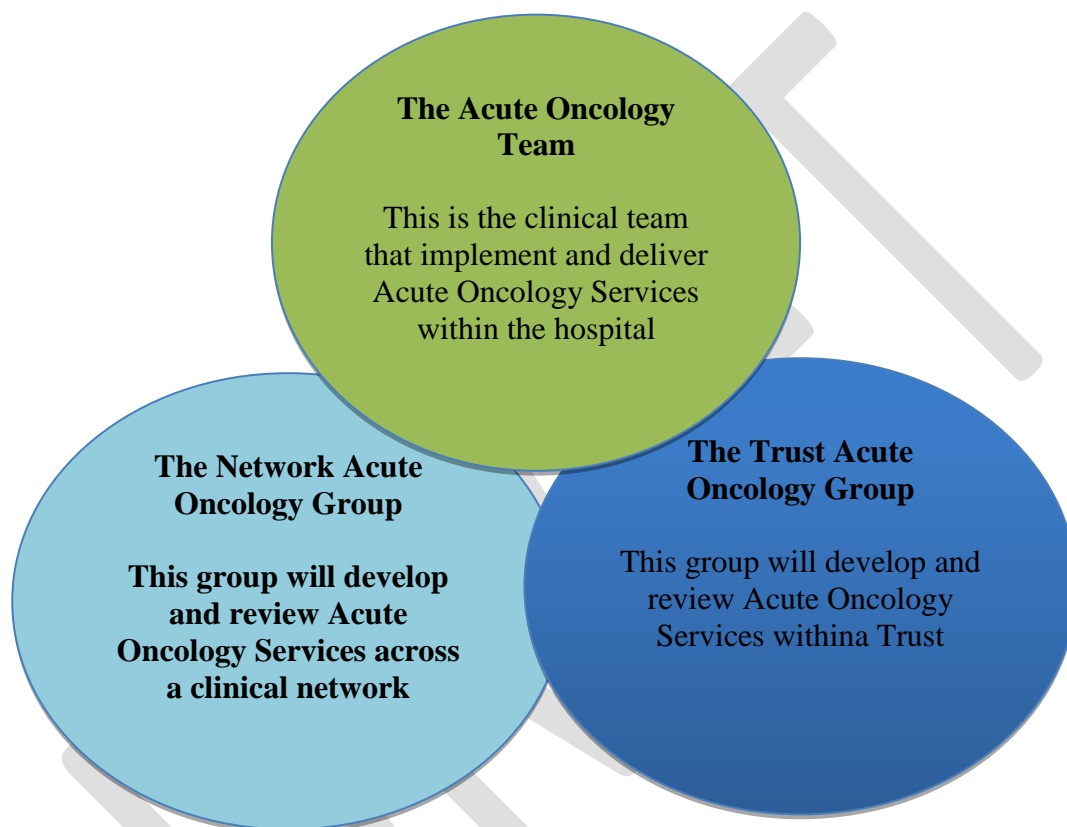 The Acute Oncology
Team
This is the clinical team
that implement and deliver
Acute Oncology Services
within the hospital
The Network Acute
Oncology Group
This group will develop
and review Acute
Oncology Services across
a clinical network
The Trust Acute
Oncology Group
This group will develop and
review Acute Oncology
Services withina Trust